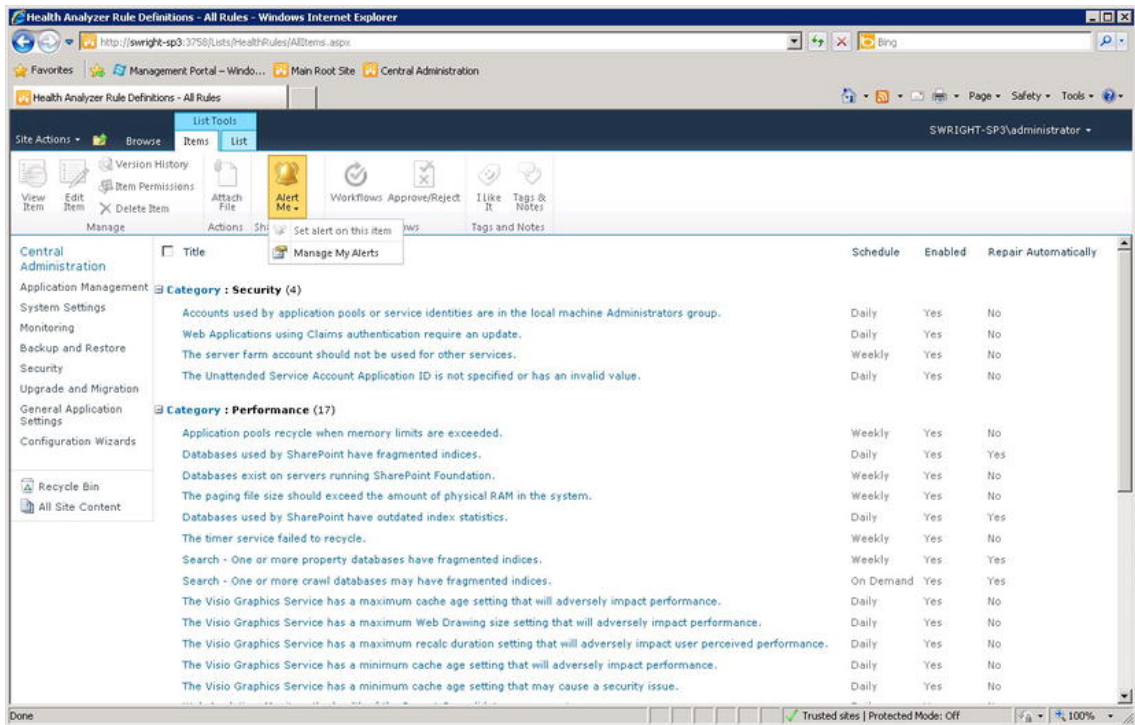 Health Analyzer Rule Definitions - All Rules - Windows Internet Explorer
http://swright-sp3:3758/Lists/HealthRules/AllItems.aspx
Bing
Favorites
Management Portal – Windo...
Main Root Site
Central Administration
Health Analyzer Rule Definitions - All Rules
Page
Safety
Tools
List Tools
SWRIGHT-SP3\administrator
Site Actions
Browse
Items
List
View Item
Edit Item
Version History
Item Permissions
Delete Item
Attach File
Alert Me
Workflows
Approve/Reject
I Like It
Tags & Notes
Manage
Actions
Tags and Notes
Set alert on this item
Manage My Alerts
Central Administration
Application Management
System Settings
Monitoring
Backup and Restore
Security
Upgrade and Migration
General Application Settings
Configuration Wizards
Recycle Bin
All Site Content
Title Schedule Enabled Repair Automatically
Category : Security (4)
Accounts used by application pools or service identities are in the local machine Administrators group. Daily Yes No
Web Applications using Claims authentication require an update. Daily Yes No
The server farm account should not be used for other services. Weekly Yes No
The Unattended Service Account Application ID is not specified or has an invalid value. Daily Yes No
Category : Performance (17)
Application pools recycle when memory limits are exceeded. Weekly Yes No
Databases used by SharePoint have fragmented indices. Daily Yes Yes
Databases exist on servers running SharePoint Foundation. Weekly Yes No
The paging file size should exceed the amount of physical RAM in the system. Weekly Yes No
Databases used by SharePoint have outdated index statistics. Daily Yes Yes
The timer service failed to recycle. Weekly Yes No
Search - One or more property databases have fragmented indices. Weekly Yes Yes
Search - One or more crawl databases may have fragmented indices. On Demand Yes Yes
The Visio Graphics Service has a maximum cache age setting that will adversely impact performance. Daily Yes No
The Visio Graphics Service has a maximum Web Drawing size setting that will adversely impact performance. Daily Yes No
The Visio Graphics Service has a maximum recalc duration setting that will adversely impact user perceived performance. Daily Yes No
The Visio Graphics Service has a minimum cache age setting that will adversely impact performance. Daily Yes No
The Visio Graphics Service has a minimum cache age setting that may cause a security issue. Daily Yes No
Done
Trusted sites | Protected Mode: Off
100%